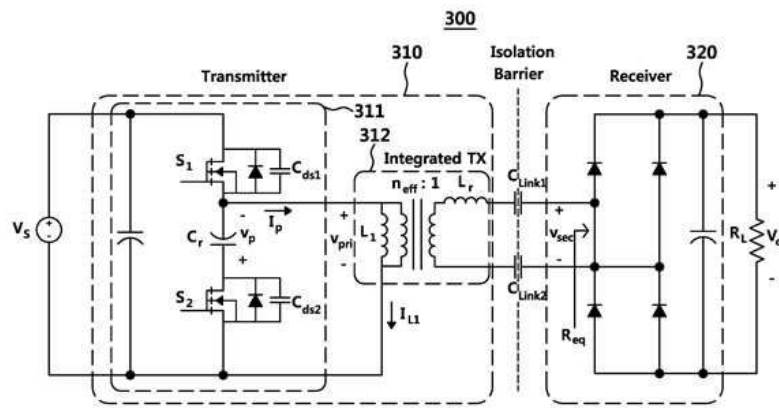 300
310
Isolation
Barrier
320
Transmitter
Receiver
311
312
Integrated TX
S1
Cds1
neff : 1
Lr
CLink1
Ip
VS
Cr
vp
-
+
+
vpri
-
L1
+
vsec
-
RL
+
Vo
-
S2
Cds2
IL1
CLink2
Req